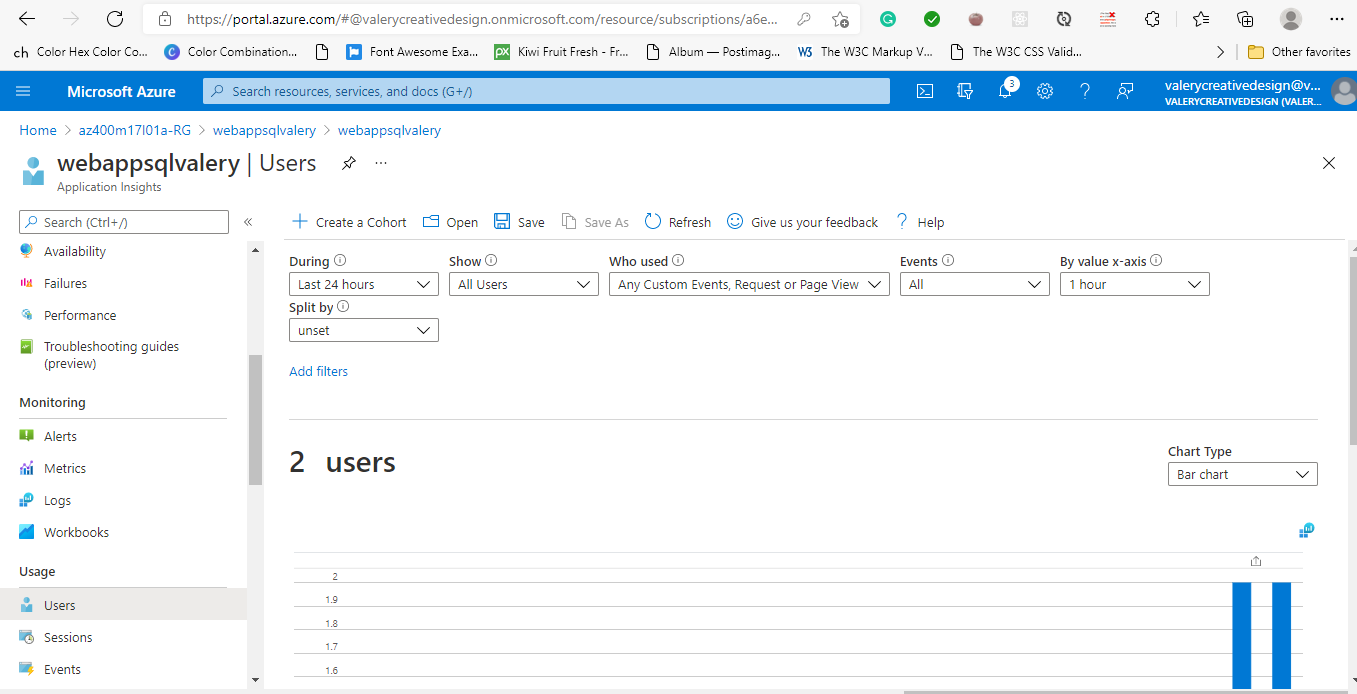 https://portal.azure.com/#@valerycreativedesign.onmicrosoft.com/resource/subscriptions/a6e...
ch Color Hex Color Co... C Color Combination... Font Awesome Exa... px Kiwi Fruit Fresh - Fr... Album — Postimag... W3 The W3C Markup V... The W3C CSS Valid... Other favorites
Microsoft Azure
Search resources, services, and docs (G+/)
3
valerycreativedesign@v...
VALERYCREATIVEDESIGN (VALER...
Home > az400m17l01a-RG > webappsqlvalery > webappsqlvalery
webappsqlvalery | Users ...
Application Insights
Search (Ctrl+/)
«
Availability
Failures
Performance
Troubleshooting guides
(preview)
Monitoring
Alerts
Metrics
Logs
Workbooks
Usage
Users
Sessions
Events
Create a Cohort Open Save Save As Refresh Give us your feedback ? Help
During Show Who used Events By value x-axis
Last 24 hours All Users Any Custom Events, Request or Page View All 1 hour
Split by
unset
Add filters
2 users
Chart Type
Bar chart
2
1.9
1.8
1.7
1.6